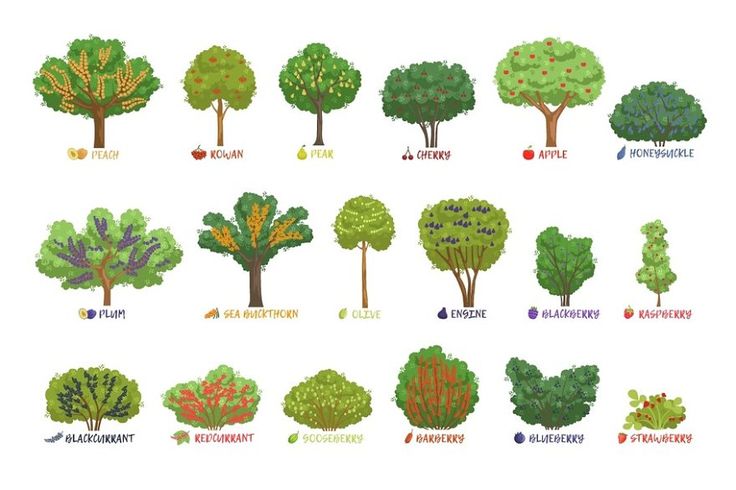 PEACH
ROWAN
PEAR
CHERRY
APPLE
HONEYSUCKLE
PLUM
SEA BUCKTHORN
OLIVE
ENGINE
BLACKBERRY
RASPBERRY
BLACKCURRANT
REDCURRANT
GOOSEBERRY
BARBERRY
BLUEBERRY
STRAWBERRY